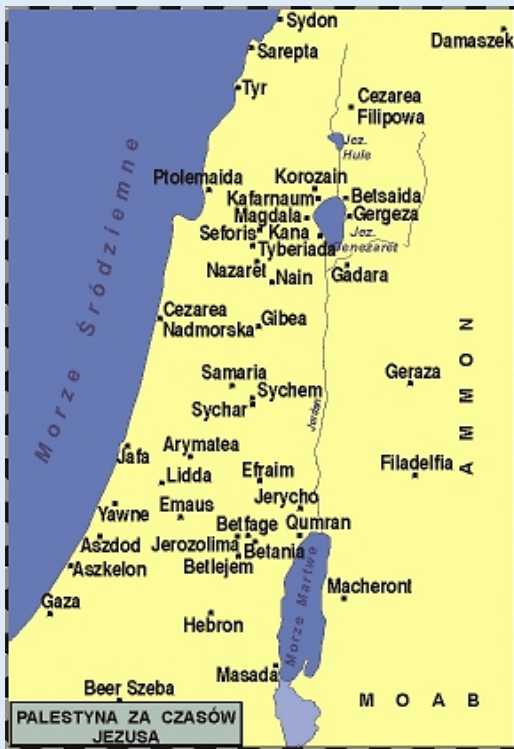 Sydon
Damaszek
Sarepta
Tyr
Cezarea
Filipowa
Jez.
Hule
Ptolemaida
Korozain
Kafarnaum
Betsaida
Magdala
Gergeza
Seforis
Kana
Jez.
Genezaret
Tyberiada
Nazaret
Nain
Gadara
Morze Śródziemne
Cezarea
Nadmorska
Gibea
AMMON
Samaria
Geraza
Sychem
Sychar
Jordan
Jafa
Arymatea
Lidda
Efraim
Filadelfia
Jerycho
Yawne
Emaus
Betfage
Qumran
Aszdod
Jerozolima
Betania
Aszkelon
Betlejem
Morze Martwe
Macheront
Gaza
Hebron
Masada
Beer Szeba
MOAB
PALESTYNA ZA CZASÓW
JEZUSA